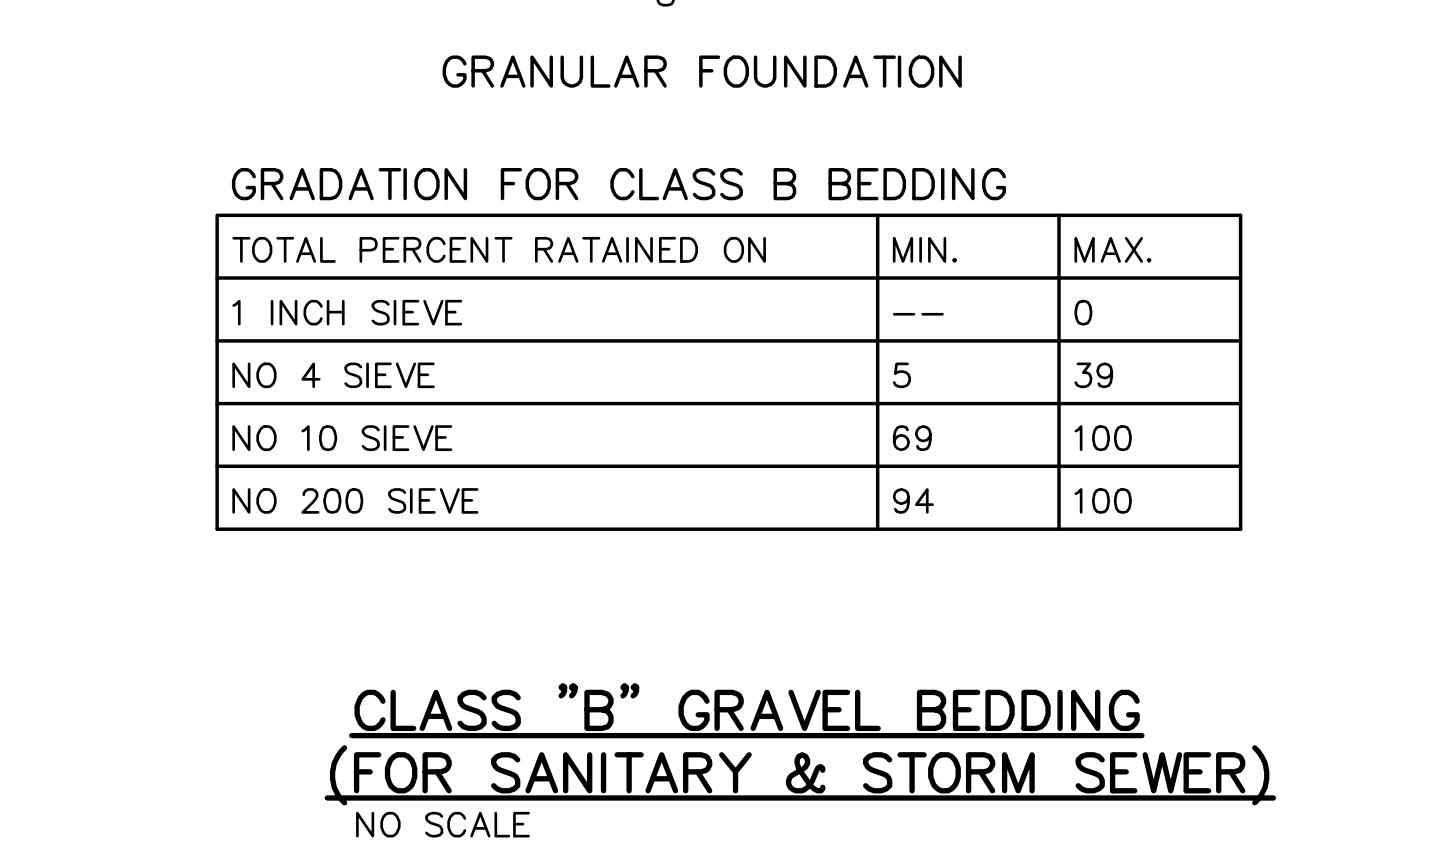 GRANULAR FOUNDATION
GRADATION FOR CLASS B BEDDING
TOTAL PERCENT RATAINED ON MIN. MAX.
1 INCH SIEVE -- 0
NO 4 SIEVE 5 39
NO 10 SIEVE 69 100
NO 200 SIEVE 94 100
CLASS "B" GRAVEL BEDDING
(FOR SANITARY & STORM SEWER)
NO SCALE